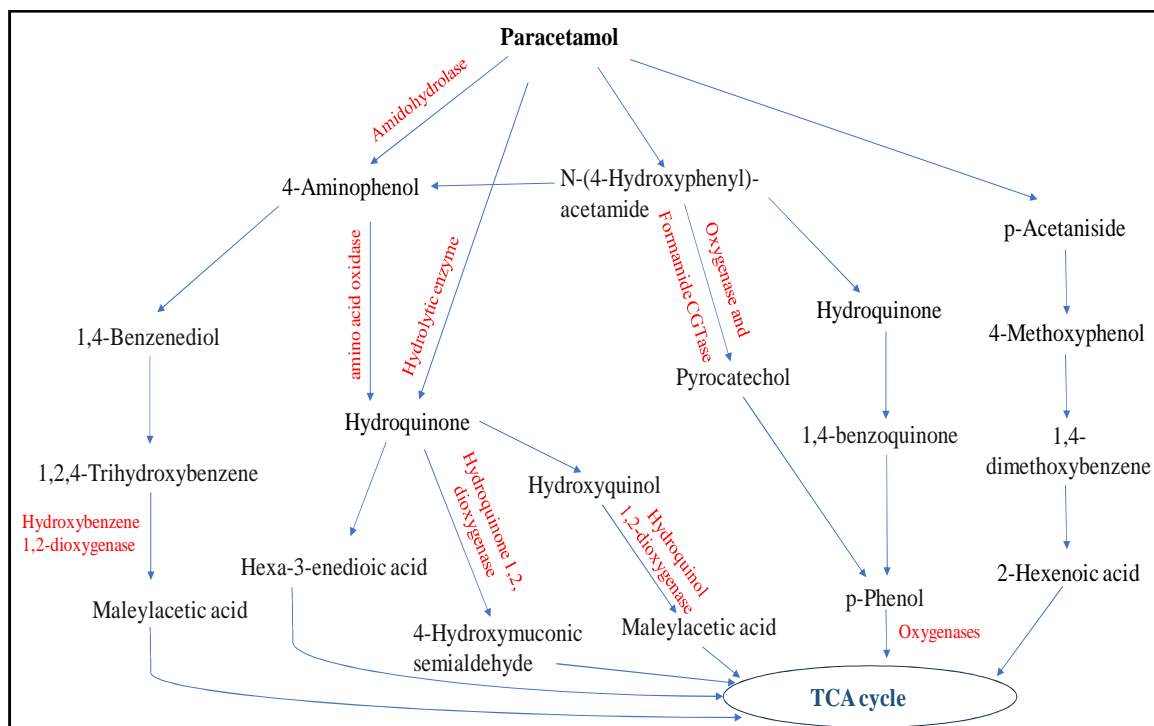 Paracetamol
Amidohydrolase
4-Aminophenol
N-(4-Hydroxyphenyl)-
acetamide
p-Acetaniside
amino acid oxidase
Hydrolytic enzyme
Oxygenase and
Formamide CGTase
1,4-Benzenediol
Hydroquinone
4-Methoxyphenol
Pyrocatechol
Hydroquinone
1,4-benzoquinone
1,4-
dimethoxybenzene
1,2,4-Trihydroxybenzene
Hydroxyquinol
Hydroxybenzene
1,2-dioxygenase
Hydroquinone 1,2,
dioxygenase
Hydroquinol
1,2-dioxygenase
Hexa-3-enedioic acid
2-Hexenoic acid
Maleylacetic acid
p-Phenol
4-Hydroxymuconic
semialdehyde
Maleylacetic acid
Oxygenases
TCA cycle